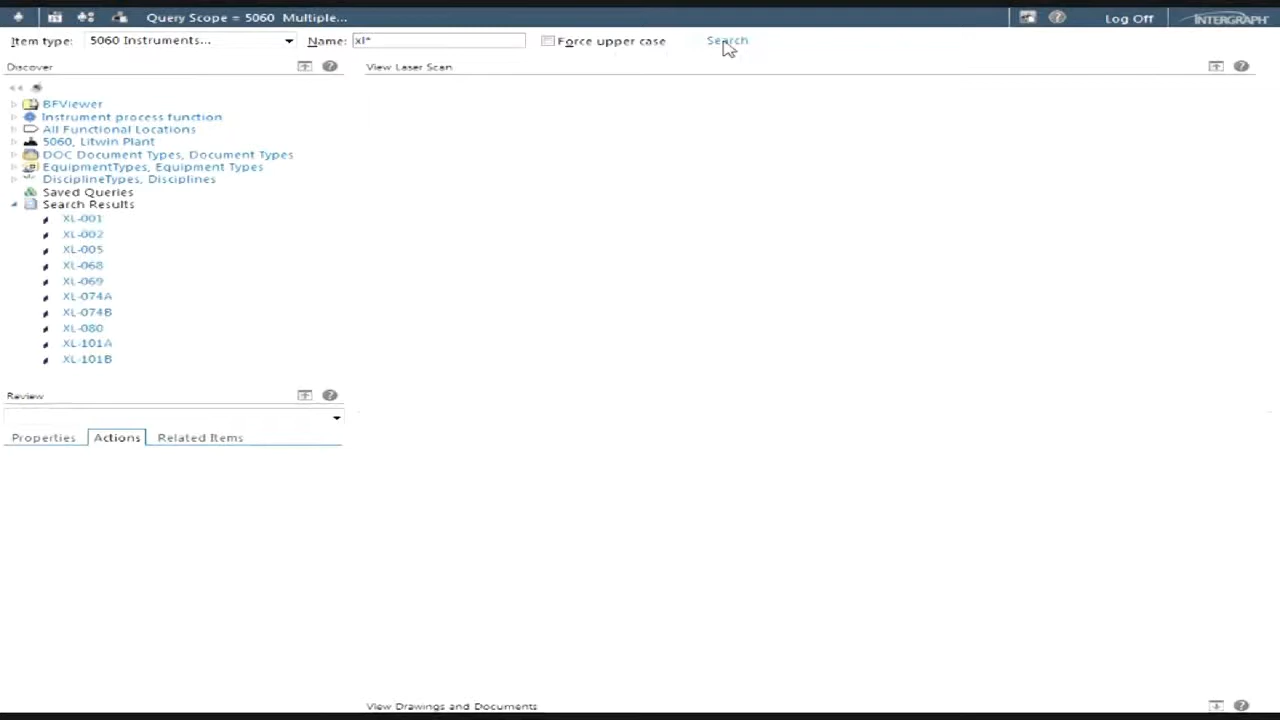 Query Scope = 5060 Multiple...
Log Off
INTERGRAPH
Item type: 5060 Instruments...
Name: xl*
Force upper case
Search
Discover
View Laser Scan
BFViewer
Instrument process function
All Functional Locations
5060, Litwin Plant
DOC Document Types, Document Types
EquipmentTypes, Equipment Types
DisciplineTypes, Disciplines
Saved Queries
Search Results
XL-001
XL-002
XL-005
XL-068
XL-069
XL-074A
XL-074B
XL-080
XL-101A
XL-101B
Review
Properties Actions Related Items
View Drawings and Documents